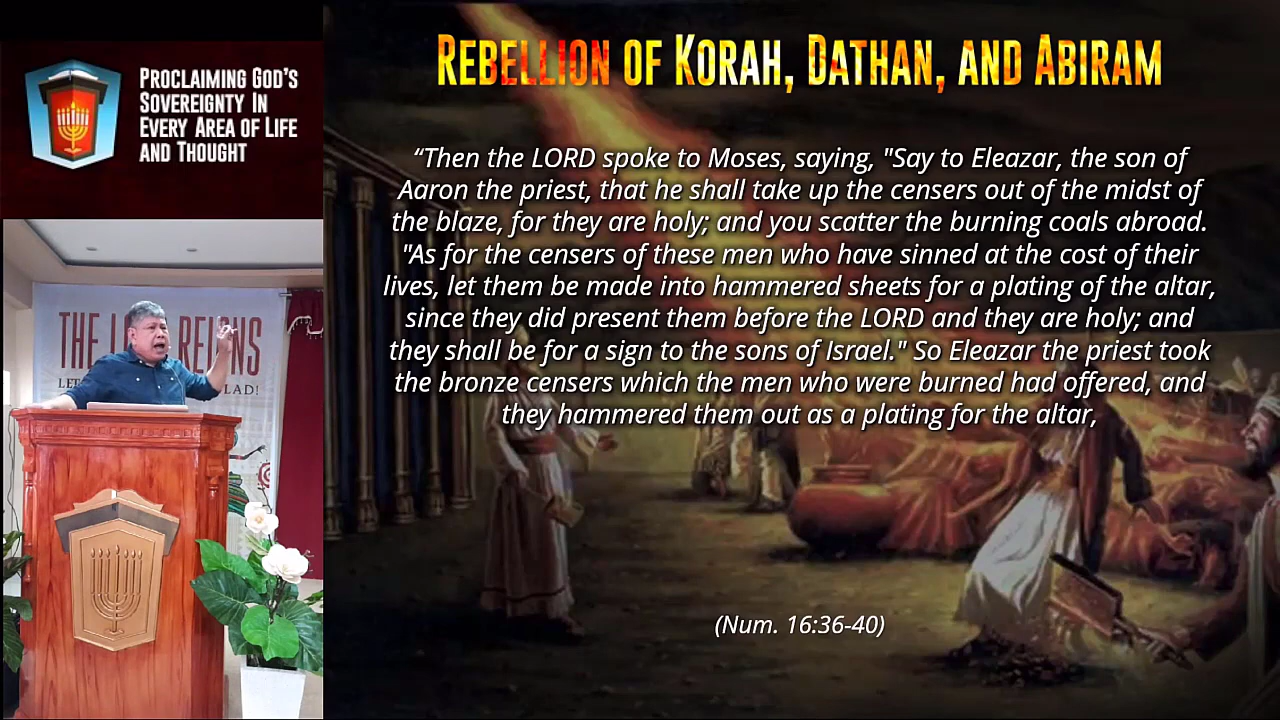 PROCLAIMING GOD'S
SOVEREIGNTY IN
EVERY AREA OF LIFE
AND THOUGHT
REBELLION OF KORAH, DATHAN, AND ABIRAM
“Then the LORD spoke to Moses, saying, "Say to Eleazar, the son of
Aaron the priest, that he shall take up the censers out of the midst of
the blaze, for they are holy; and you scatter the burning coals abroad.
"As for the censers of these men who have sinned at the cost of their
lives, let them be made into hammered sheets for a plating of the altar,
since they did present them before the LORD and they are holy; and
they shall be for a sign to the sons of Israel." So Eleazar the priest took
the bronze censers which the men who were burned had offered, and
they hammered them out as a plating for the altar,
(Num. 16:36-40)
THE REIGNS
LET LAD!